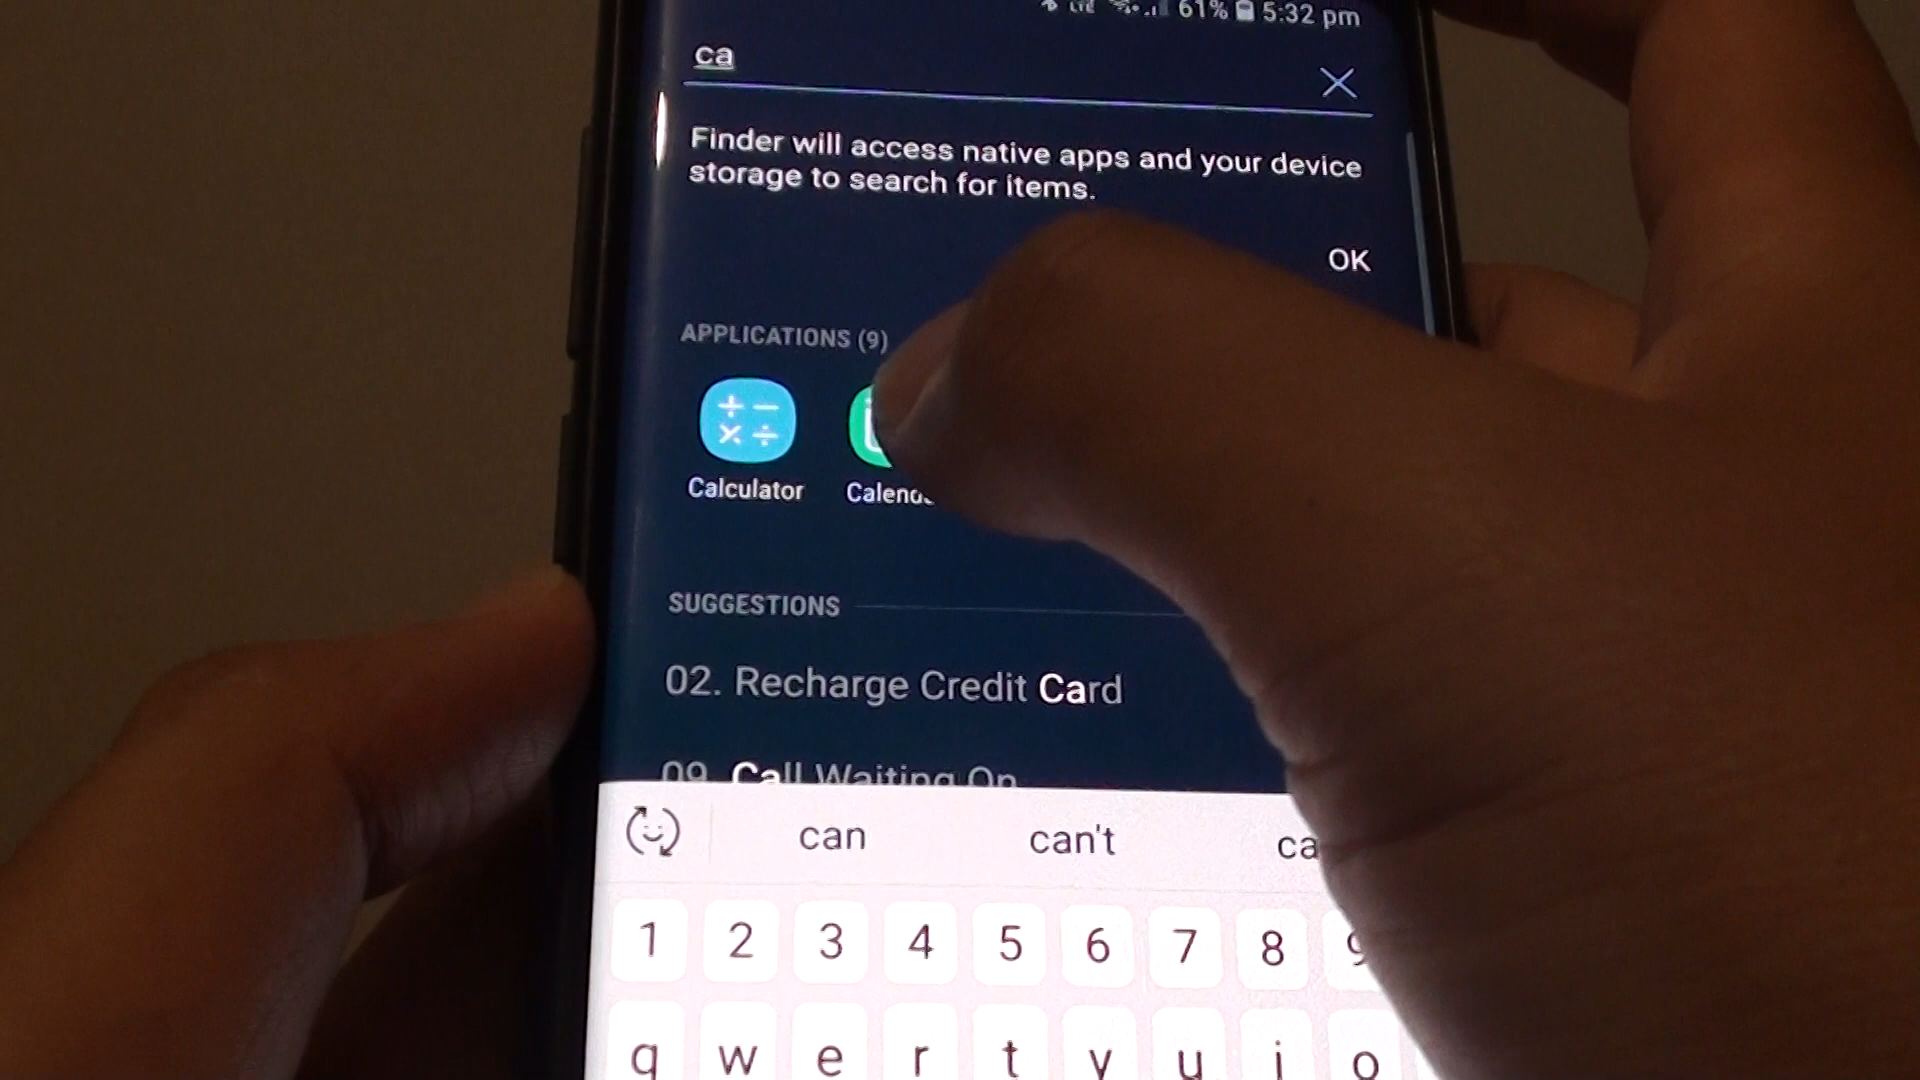 LTE 61% 5:32 pm
ca
Finder will access native apps and your device
storage to search for items.
OK
APPLICATIONS (9)
Calculator
SUGGESTIONS
02. Recharge Credit Card
09. Call Waiting On
can can't
1 2 3 4 5 6 7 8 9
q w e r t y u i o